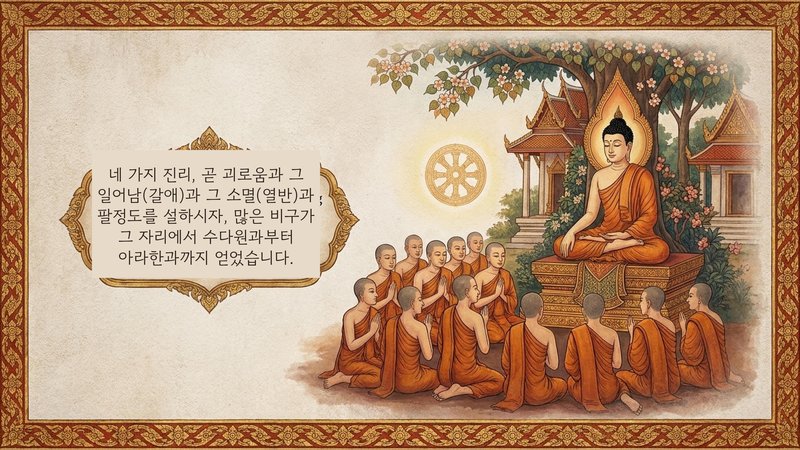 네 가지 진리, 곧 괴로움과 그
일어남(갈애)과 그 소멸(열반)과 ;
팔정도를 설하시자, 많은 비구가
그 자리에서 수다원과부터
아라한과까지 얻었습니다.